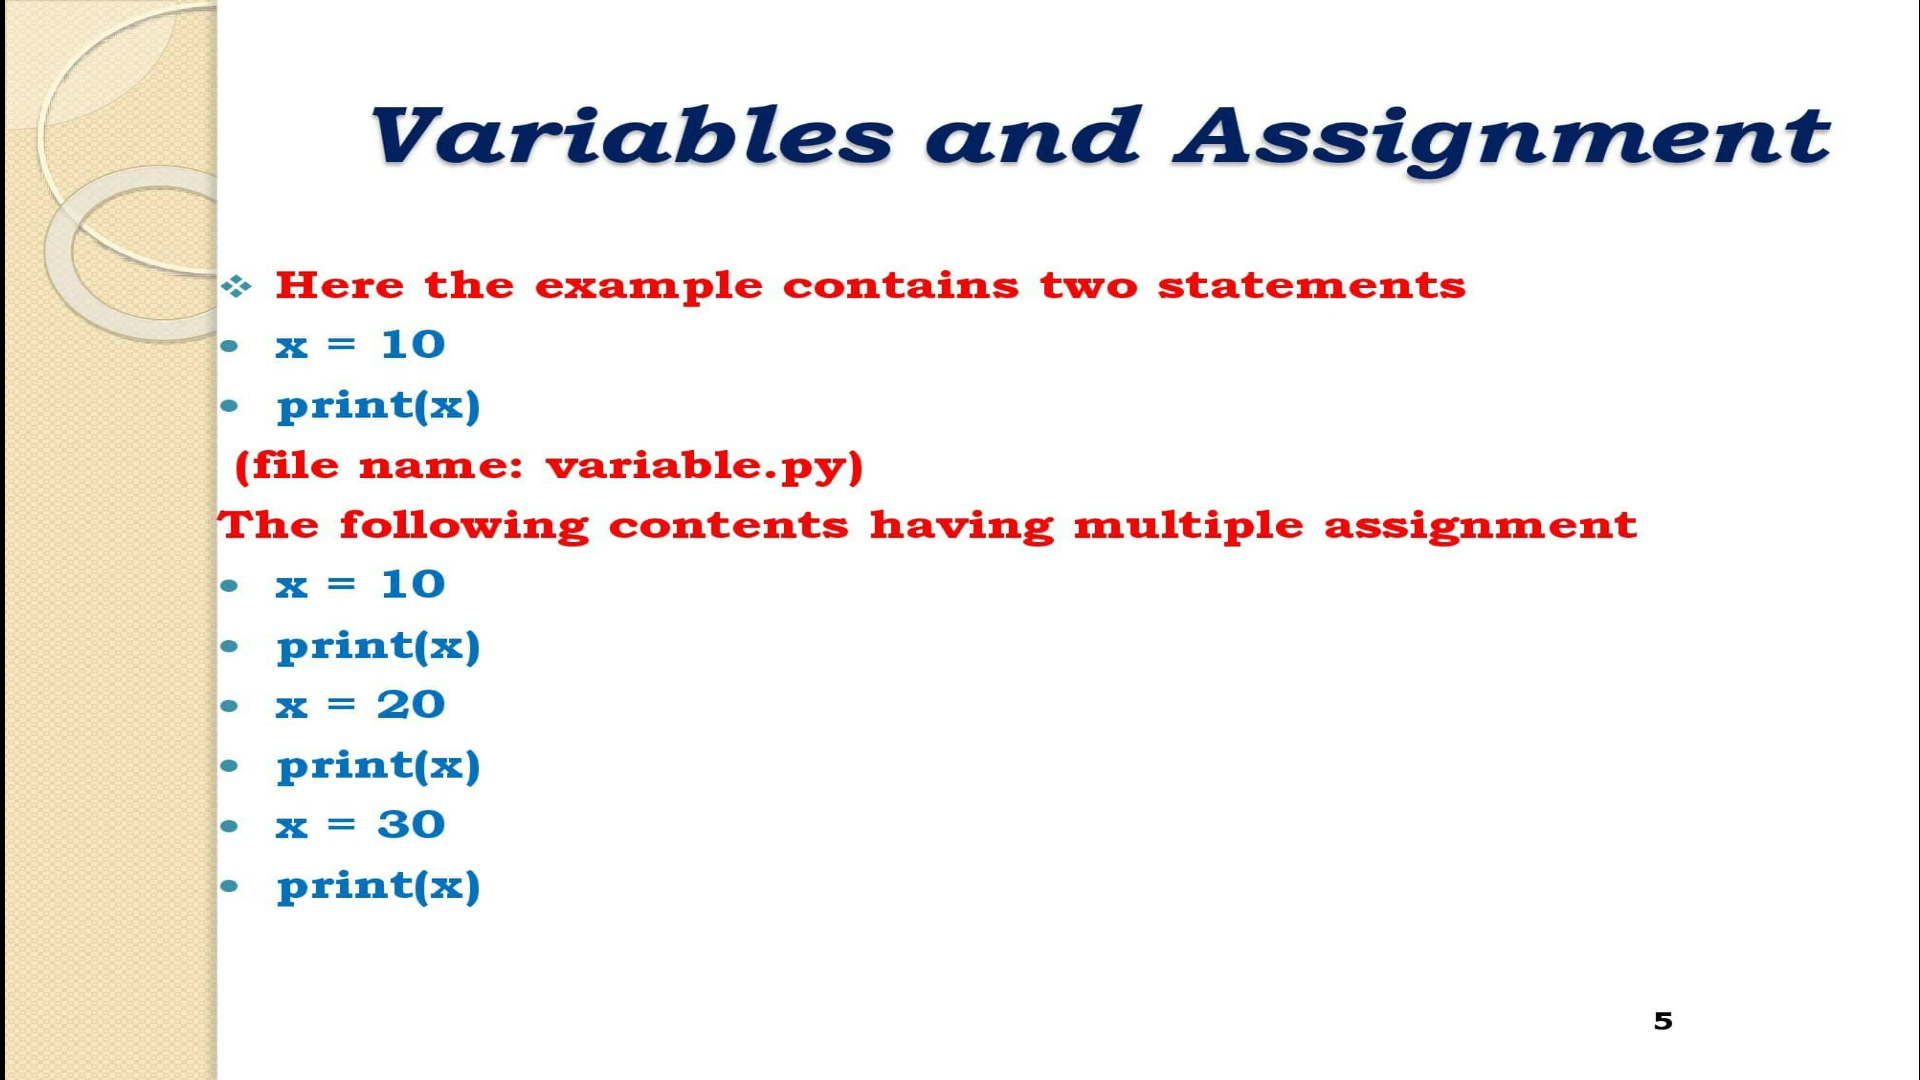 Variables and Assignment
❖ Here the example contains two statements
• x = 10
• print(x)
(file name: variable.py)
The following contents having multiple assignment
• x = 10
• print(x)
• x = 20
• print(x)
• x = 30
• print(x)
5